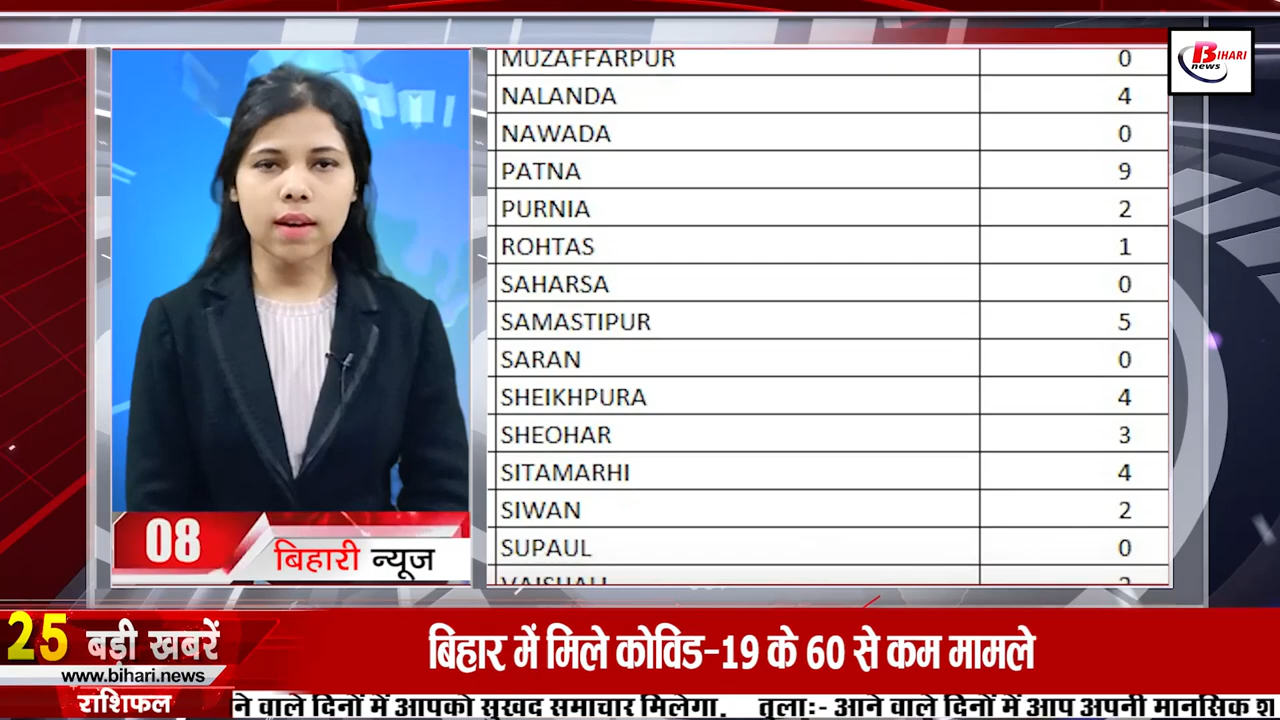 BIHARI
news
MUZAFFARPUR 0
NALANDA 4
NAWADA 0
PATNA 9
PURNIA 2
ROHTAS 1
SAHARSA 0
SAMASTIPUR 5
SARAN 0
SHEIKHPURA 4
SHEOHAR 3
SITAMARHI 4
SIWAN 2
SUPAUL 0
08
बिहारी न्यूज
25 बड़ी खबरें
www.bihari.news
बिहार में मिले कोविड-19 के 60 से कम मामले
राशिफल
ने वाले दिनों में आपको सुखद समाचार मिलेगा. तुलाः- आने वाले दिनों में आप अपनी मानसिक श